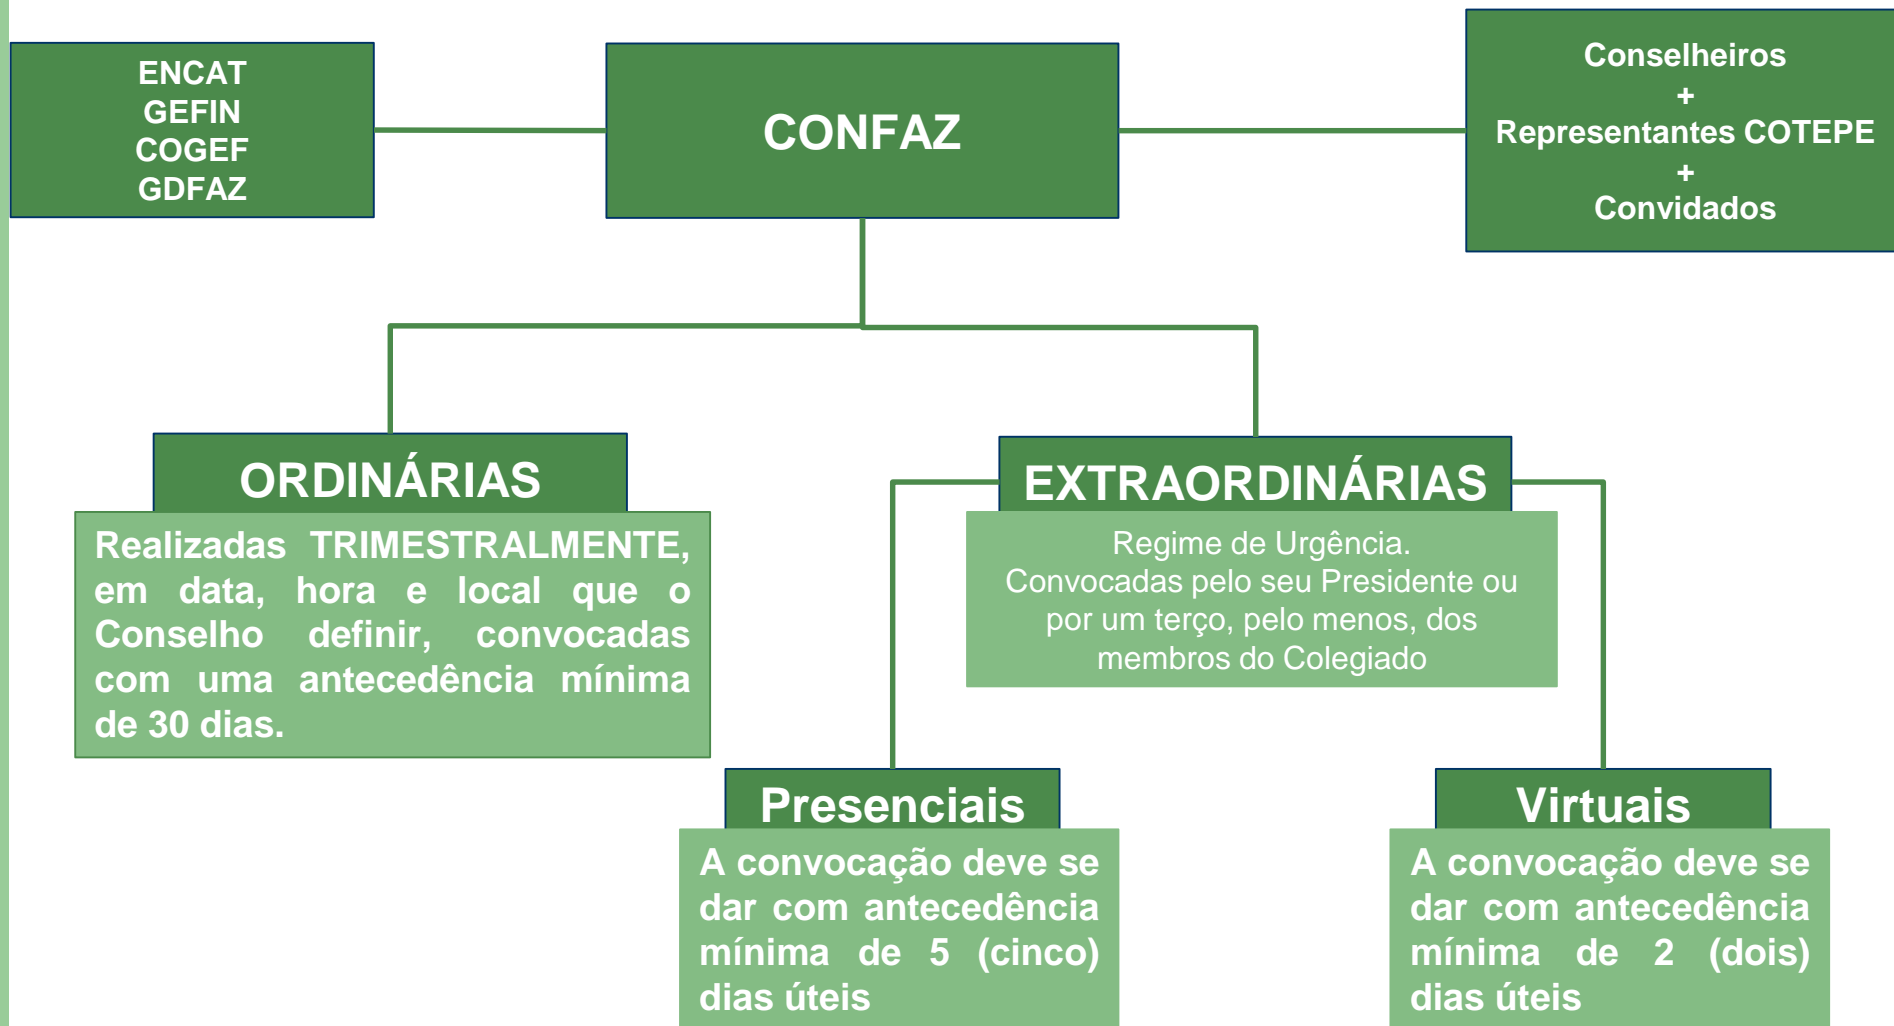 ENCAT
GEFIN
COGEF
GDFAZ
CONFAZ
Conselheiros
+
Representantes COTEPE
+
Convidados
ORDINÁRIAS
Realizadas TRIMESTRALMENTE,
em data, hora e local que o
Conselho definir, convocadas
com uma antecedência mínima
de 30 dias.
EXTRAORDINÁRIAS
Regime de Urgência.
Convocadas pelo seu Presidente ou
por um terço, pelo menos, dos
membros do Colegiado
Presenciais
A convocação deve se
dar com antecedência
mínima de 5 (cinco)
dias úteis
Virtuais
A convocação deve se
dar com antecedência
mínima de 2 (dois)
dias úteis